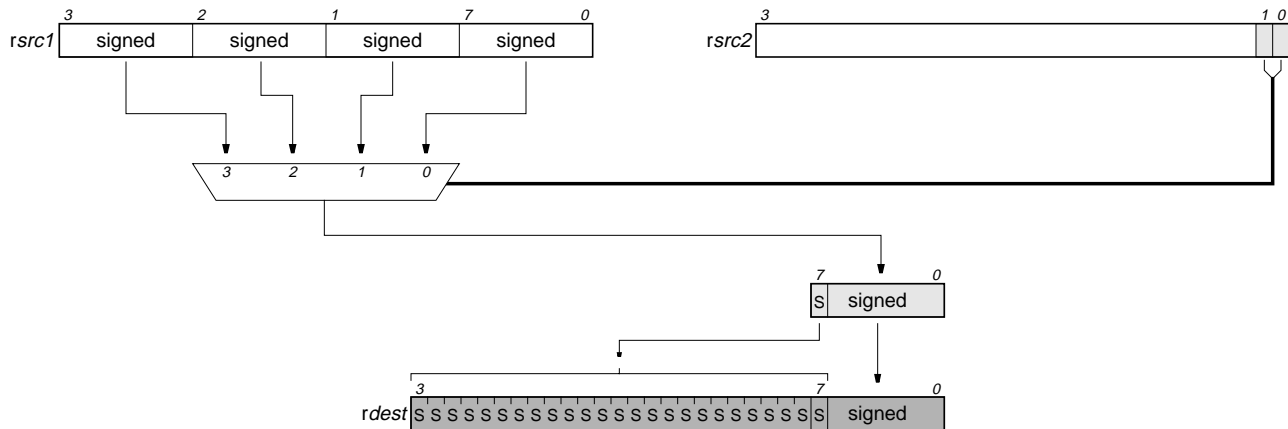 3 2 1 7 0
rsrc1 signed signed signed signed
3 1 0
rsrc2
3 2 1 0
7 0
S signed
3 7 0
rdest S S S S S S S S S S S S S S S S S S S S S S S S S signed